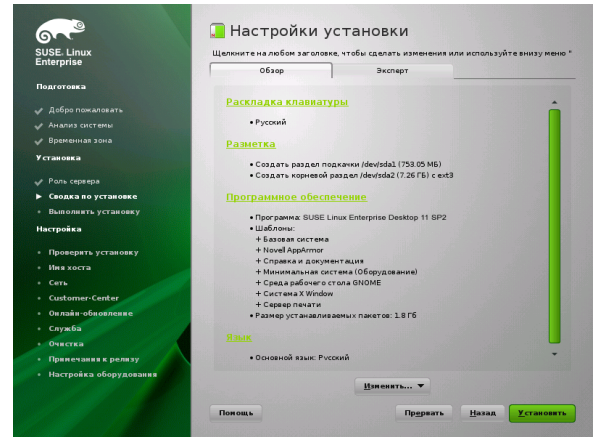 SUSE. Linux
Enterprise
Подготовка
Добро пожаловать
Анализ системы
Временная зона
Установка
Роль сервера
Сводка по установке
Выполнить установку
Настройка
Проверить установку
Имя хоста
Сеть
Customer-Center
Онлайн-обновление
Служба
Очистка
Примечания к релизу
Настройка оборудования
Настройки установки
Щелкните на любом заголовке, чтобы сделать изменения или используйте внизу меню "
Обзор
Эксперт
Раскладка клавиатуры
• Русский
Разметка
• Создать раздел подкачки /dev/sda1 (753.05 МБ)
• Создать корневой раздел /dev/sda2 (7.26 ГБ) с ext3
Программное обеспечение
• Программа: SUSE Linux Enterprise Desktop 11 SP2
• Шаблоны:
+ Базовая система
+ Novell AppArmor
+ Справка и документация
+ Минимальная система (Оборудование)
+ Среда рабочего стола GNOME
+ Система X Window
+ Сервер печати
• Размер устанавливаемых пакетов: 1.8 Гб
Язык
• Основной язык: Русский
Изменить...
Помощь
Прервать
Назад
Установить